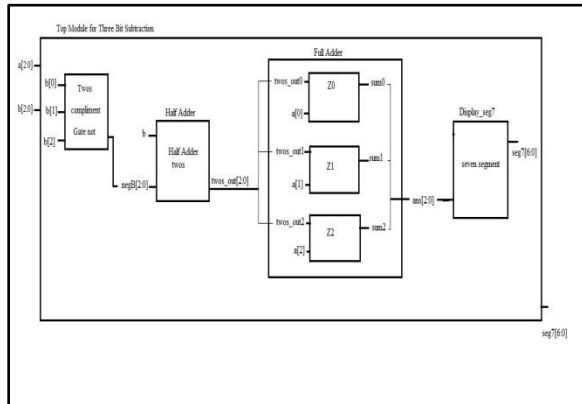 Top Module for Three Bit Subtraction
a[2:0]
b[2:0]
b[0]
b[1]
b[2]
Twos
compliment
Gate not
negB[2:0]
Half Adder
b
Half Adder
twos
twos_out[2:0]
Full Adder
twos_out0
a[0]
Z0
sum0
twos_out1
a[1]
Z1
sum1
twos_out2
a[2]
Z2
sum2
ans[2:0]
Display_seg7
seven segment
seg7[6:0]
seg7[6:0]